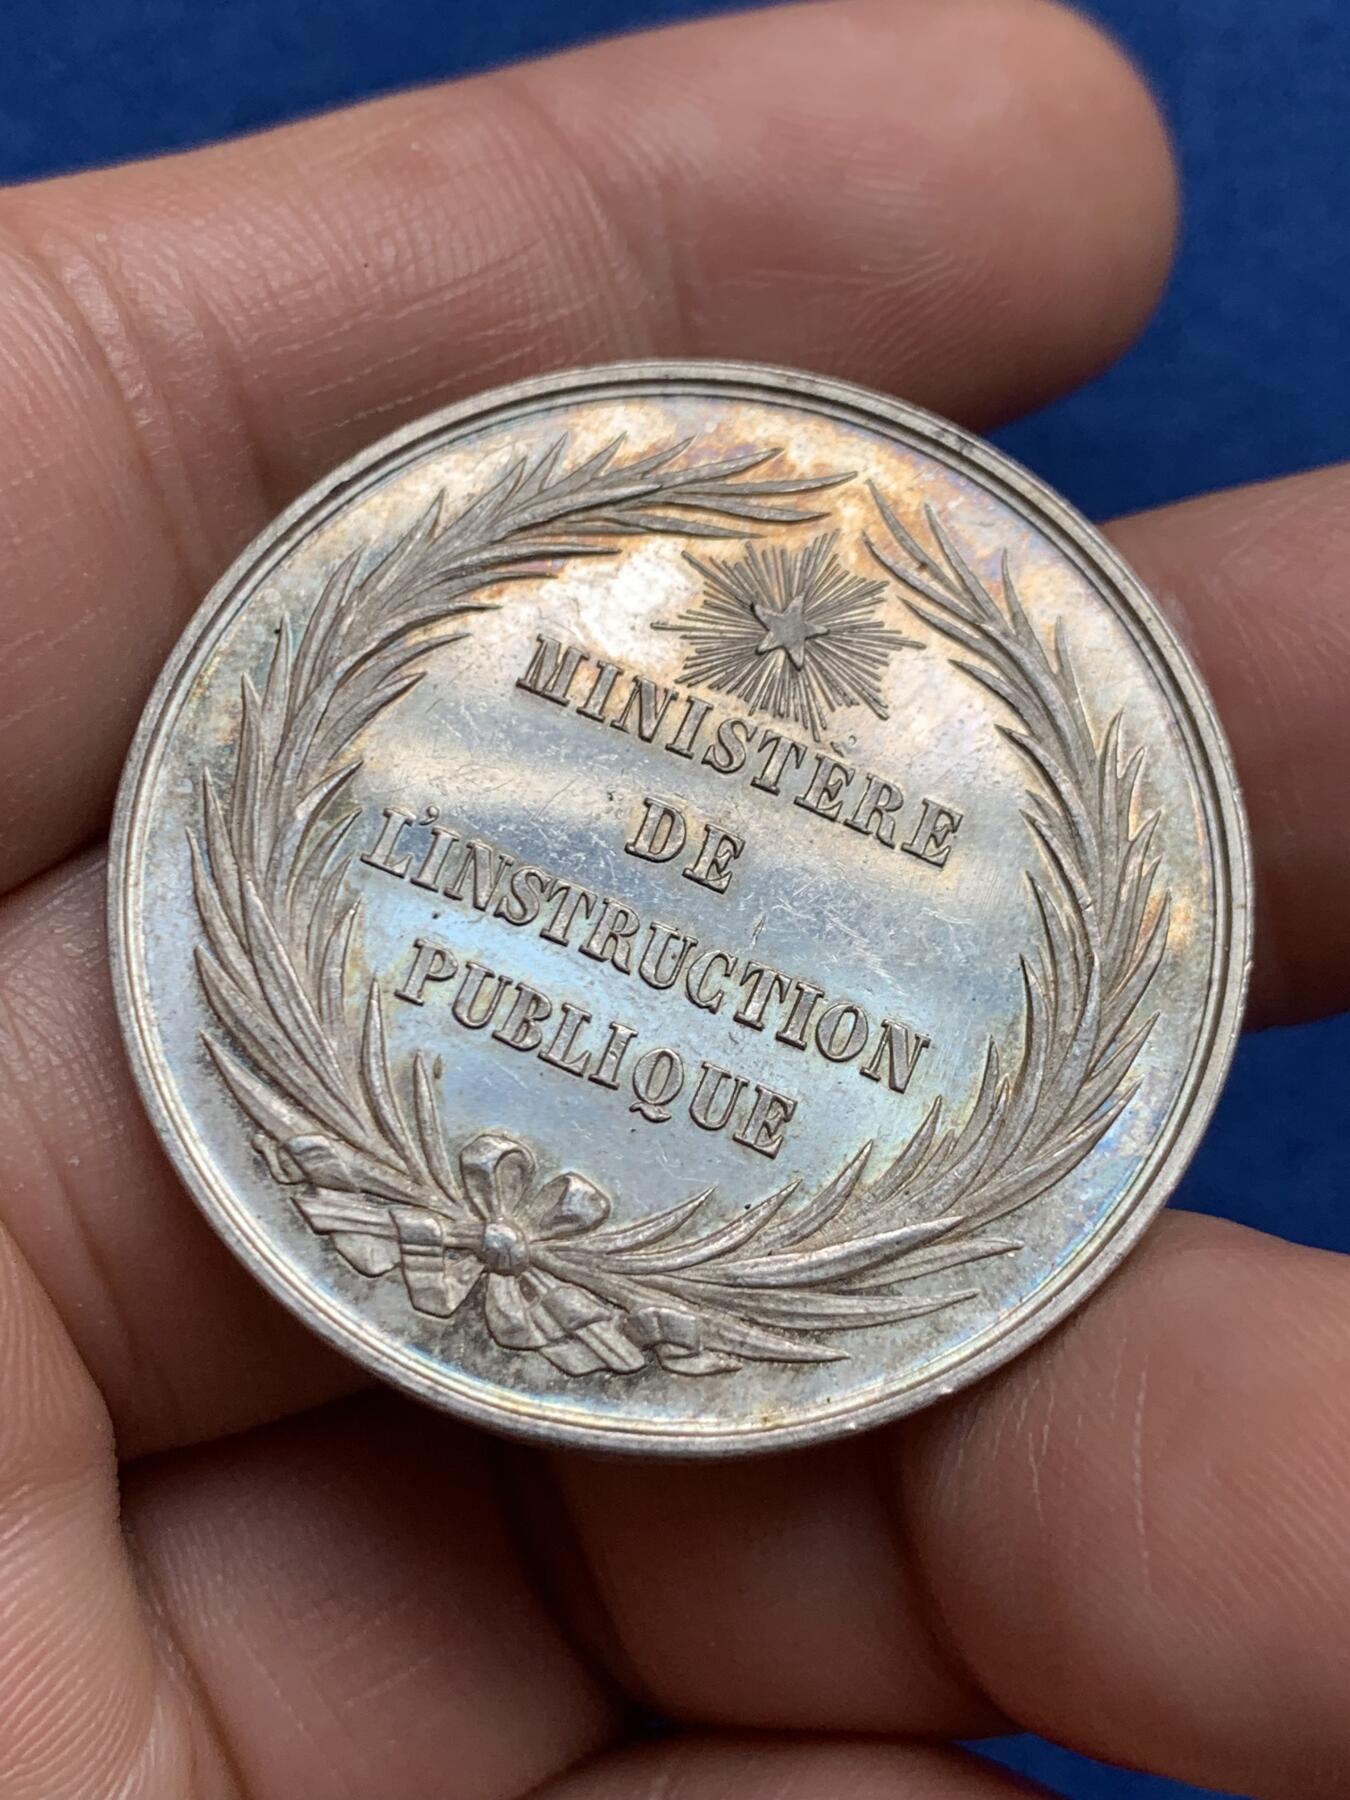 MINISTÈRE
DE
L'INSTRUCTION
PUBLIQUE